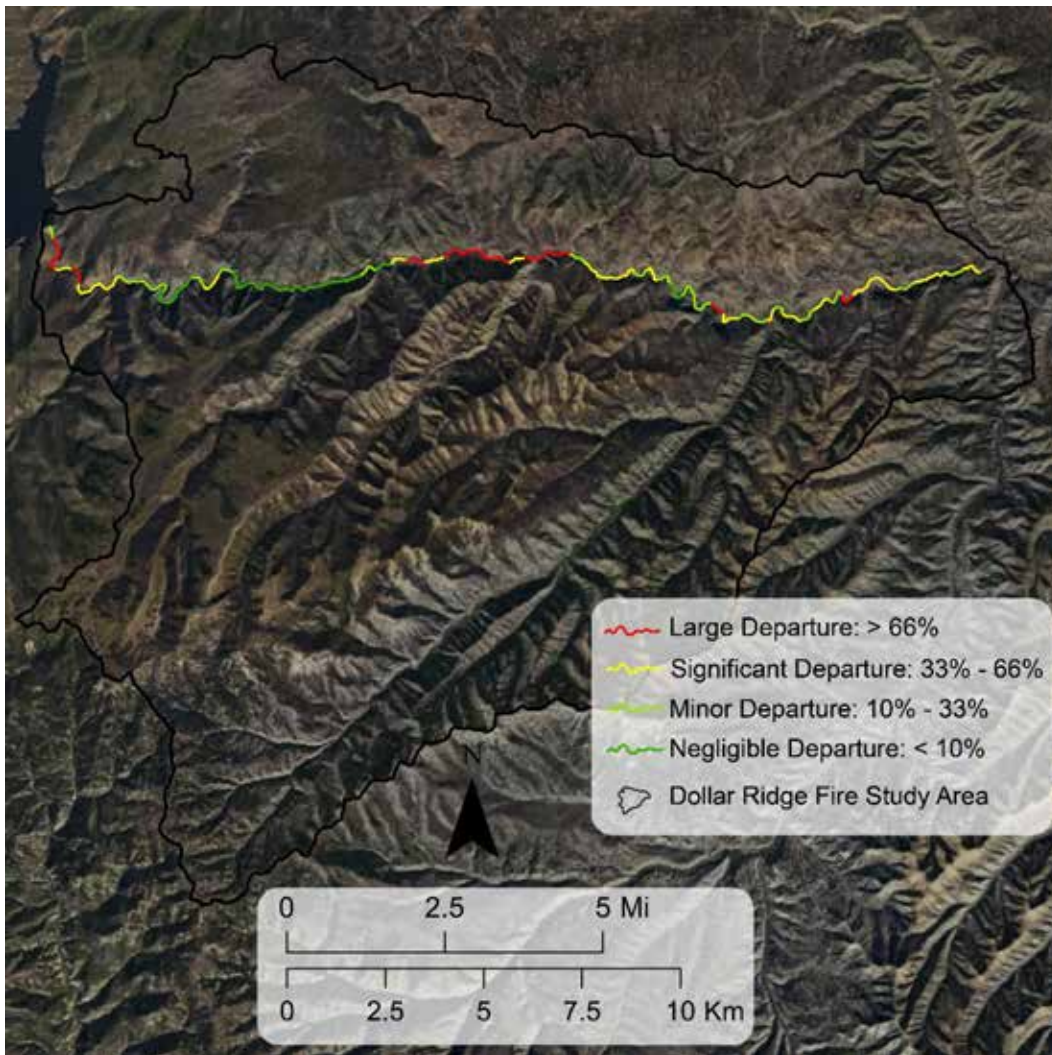 Large Departure: > 66%
Significant Departure: 33% - 66%
Minor Departure: 10% - 33%
Negligible Departure: < 10%
Dollar Ridge Fire Study Area
N
0 2.5 5 Mi
0 2.5 5 7.5 10 Km